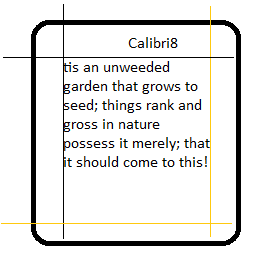 Calibri8
tis an unweeded
garden that grows to
seed; things rank and
gross in nature
possess it merely; that
it should come to this!